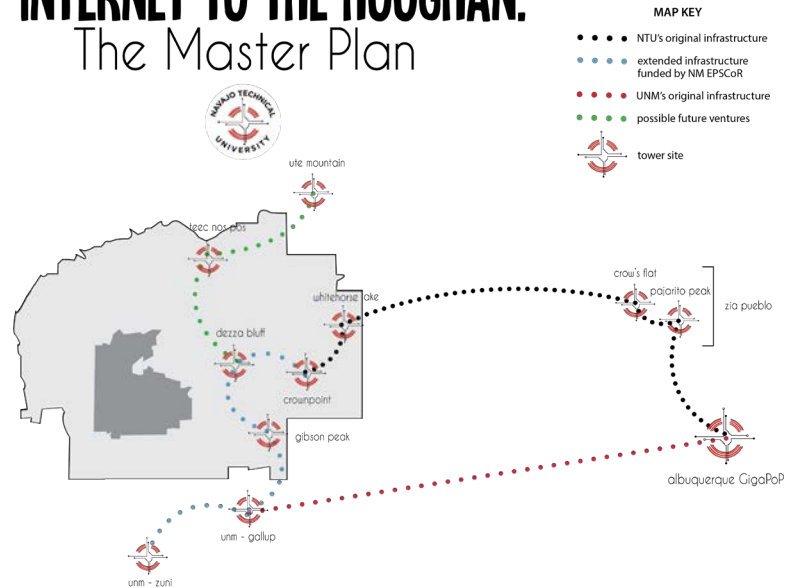 INTERNET TO THE HOOGHAN:
The Master Plan
MAP KEY
NTU's original infrastructure
extended infrastructure
funded by NM EPSCoR
UNM's original infrastructure
possible future ventures
tower site
NAVAJO TECHNICAL
UNIVERSITY
ute mountain
teec nos pos
whitehorse lake
crow's flat
pajarito peak
zia pueblo
dezza bluff
crownpoint
gibson peak
albuquerque GigaPoP
unm - gallup
unm - zuni